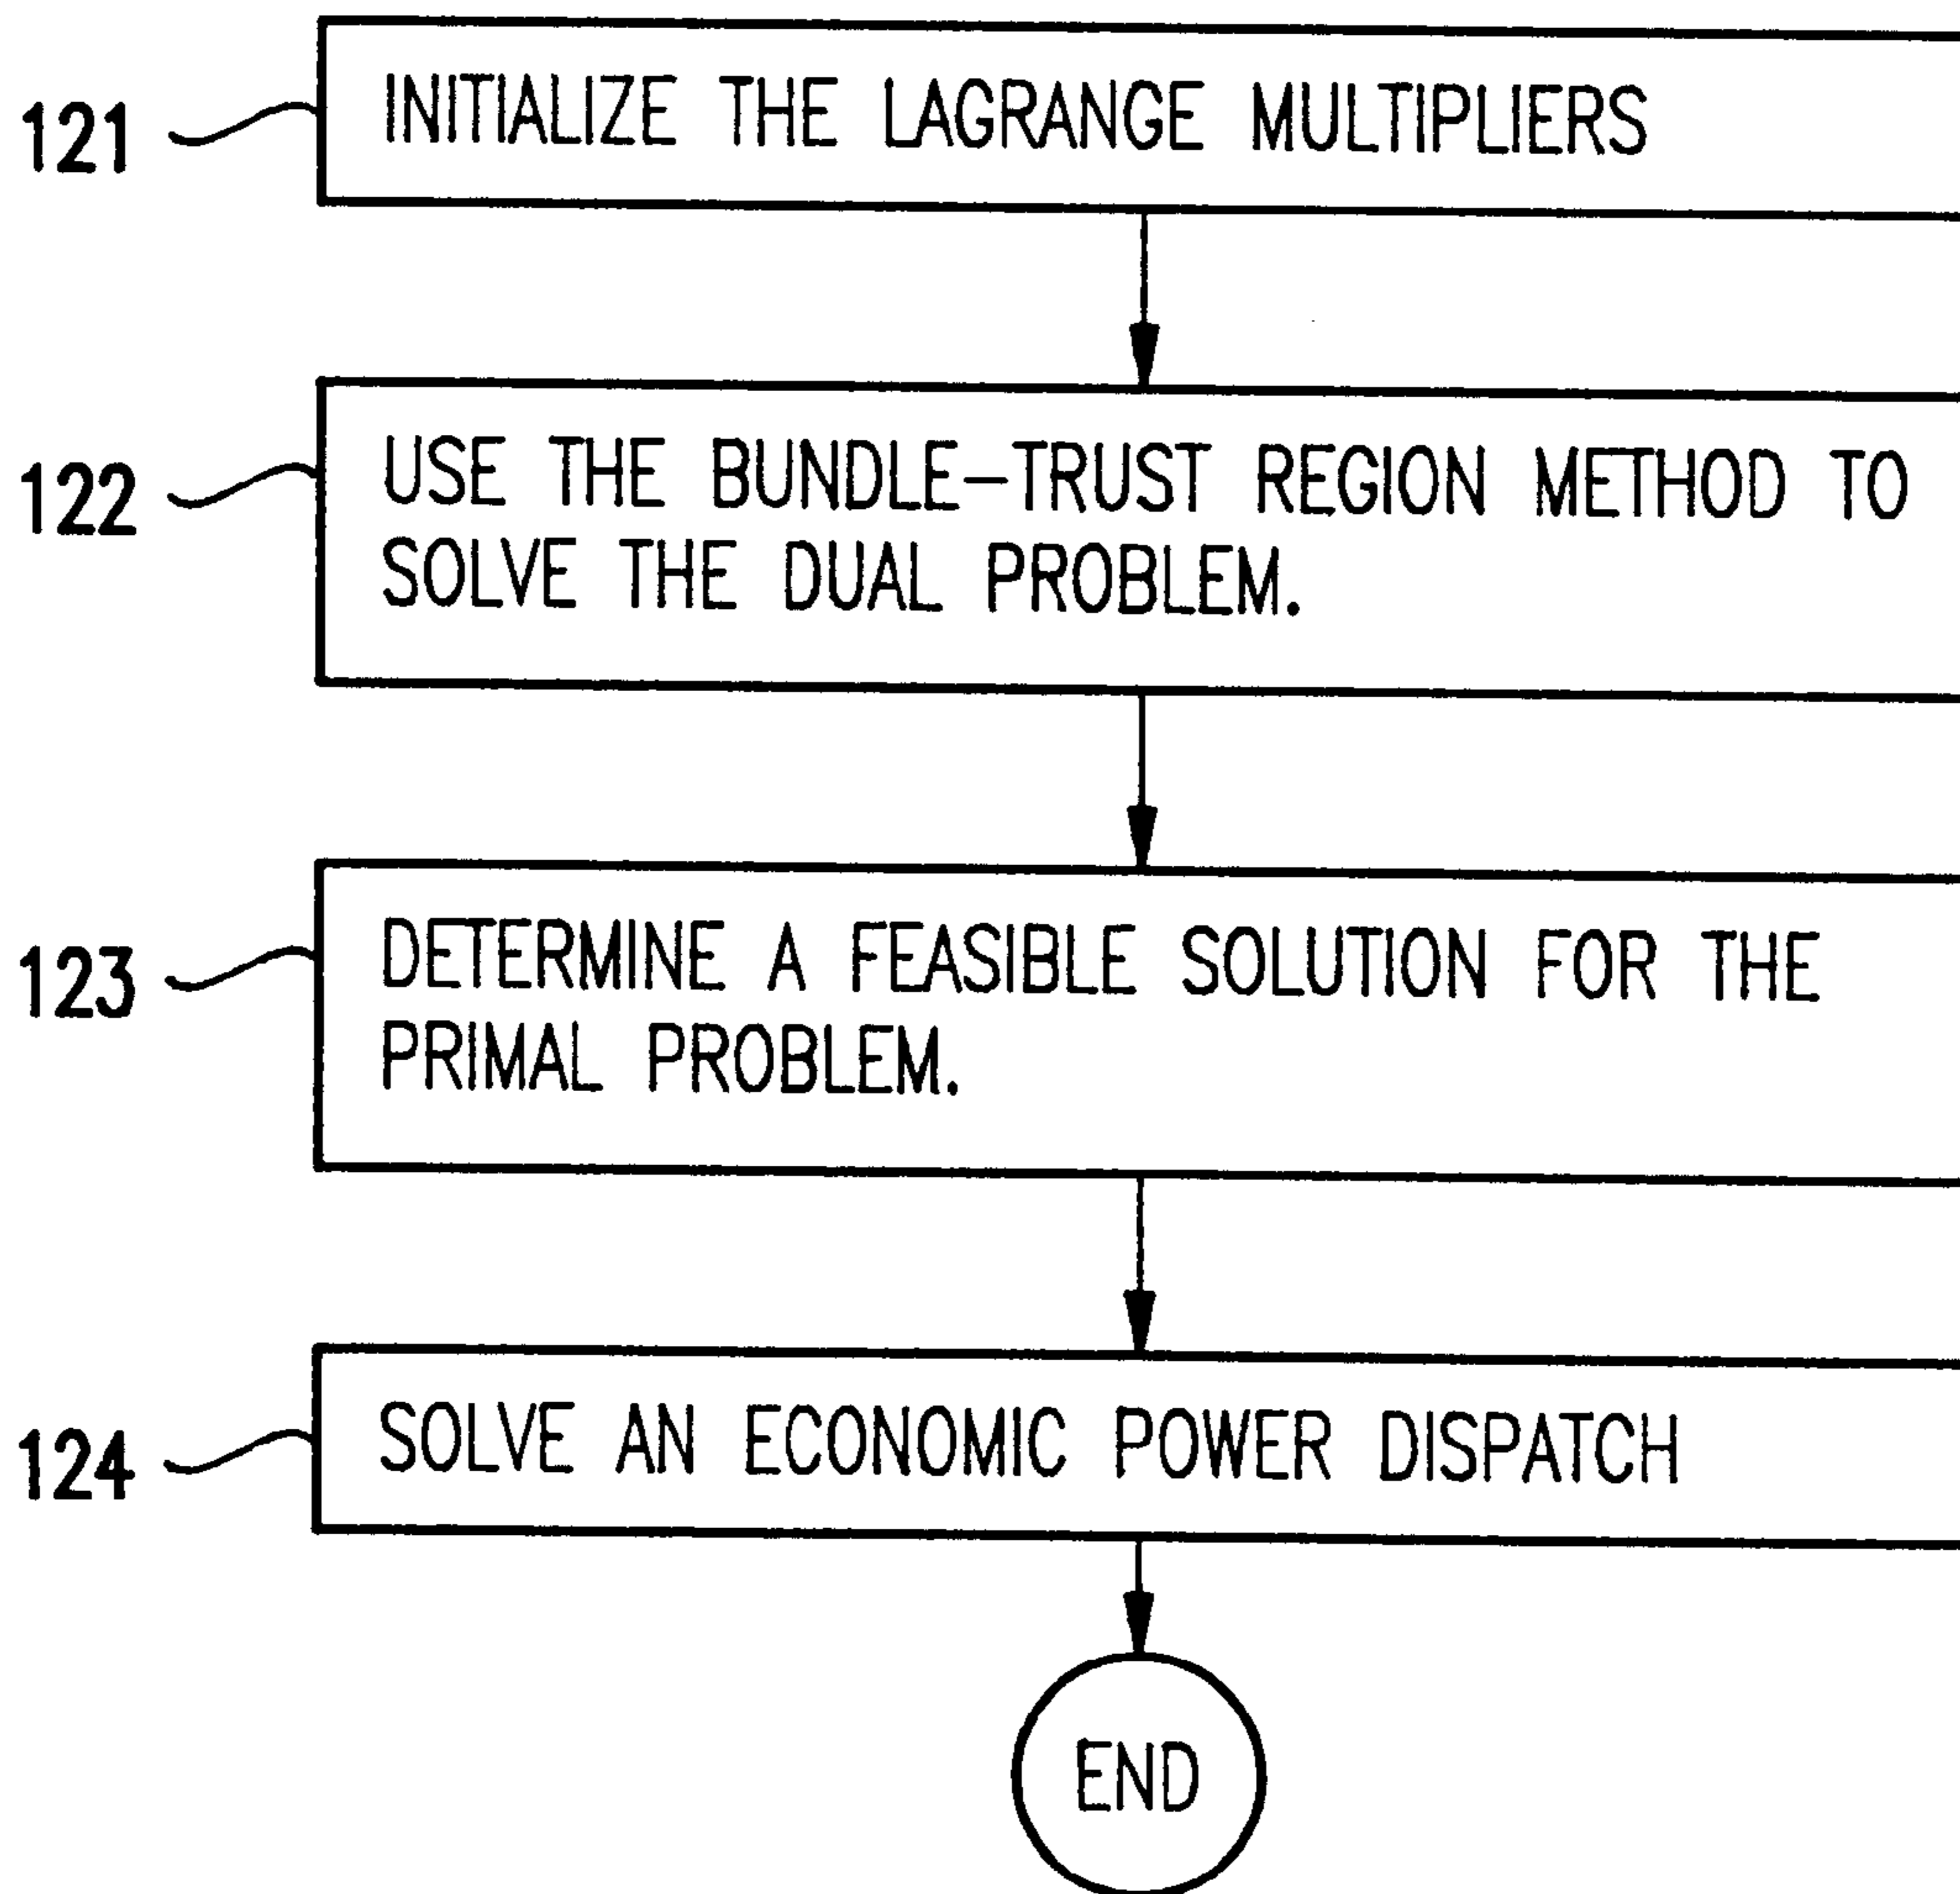 121 INITIALIZE THE LAGRANGE MULTIPLIERS
122 USE THE BUNDLE-TRUST REGION METHOD TO
SOLVE THE DUAL PROBLEM.
123 DETERMINE A FEASIBLE SOLUTION FOR THE
PRIMAL PROBLEM.
124 SOLVE AN ECONOMIC POWER DISPATCH
END